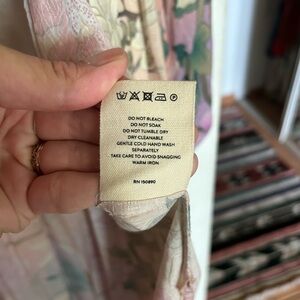 DO NOT BLEACH
DO NOT SOAK
DO NOT TUMBLE DRY
DRY CLEANABLE
GENTLE COLD HAND WASH
SEPARATELY
TAKE CARE TO AVOID SNAGGING
WARM IRON
RN 150890